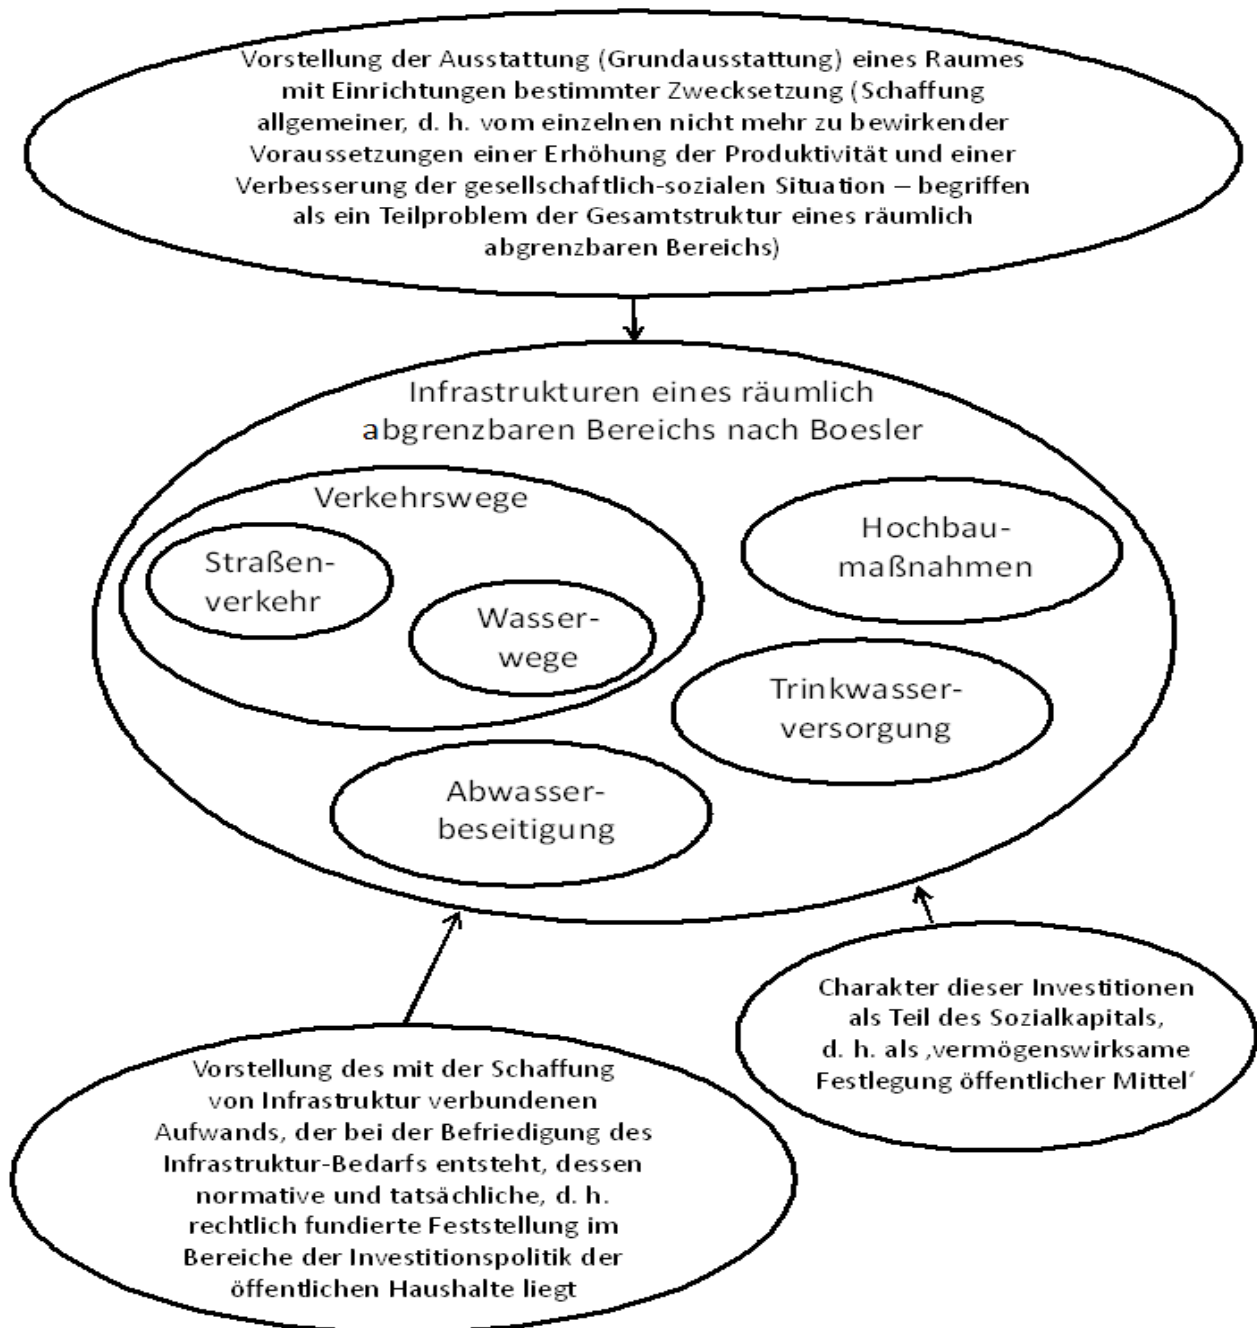 Vorstellung der Ausstattung (Grundausstattung) eines Raumes
mit Einrichtungen bestimmter Zwecksetzung (Schaffung
allgemeiner, d. h. vom einzelnen nicht mehr zu bewirkender
Voraussetzungen einer Erhöhung der Produktivität und einer
Verbesserung der gesellschaftlich-sozialen Situation – begriffen
als ein Teilproblem der Gesamtstruktur eines räumlich
abgrenzbaren Bereichs)
Infrastrukturen eines räumlich
abgrenzbaren Bereichs nach Boesler
Verkehrswege
Straßen-
verkehr
Wasser-
wege
Hochbau-
maßnahmen
Trinkwasser-
versorgung
Abwasser-
beseitigung
Charakter dieser Investitionen
als Teil des Sozialkapitals,
d. h. als ‚vermögenswirksame
Festlegung öffentlicher Mittel‘
Vorstellung des mit der Schaffung
von Infrastruktur verbundenen
Aufwands, der bei der Befriedigung des
Infrastruktur-Bedarfs entsteht, dessen
normative und tatsächliche, d. h.
rechtlich fundierte Feststellung im
Bereiche der Investitionspolitik der
öffentlichen Haushalte liegt